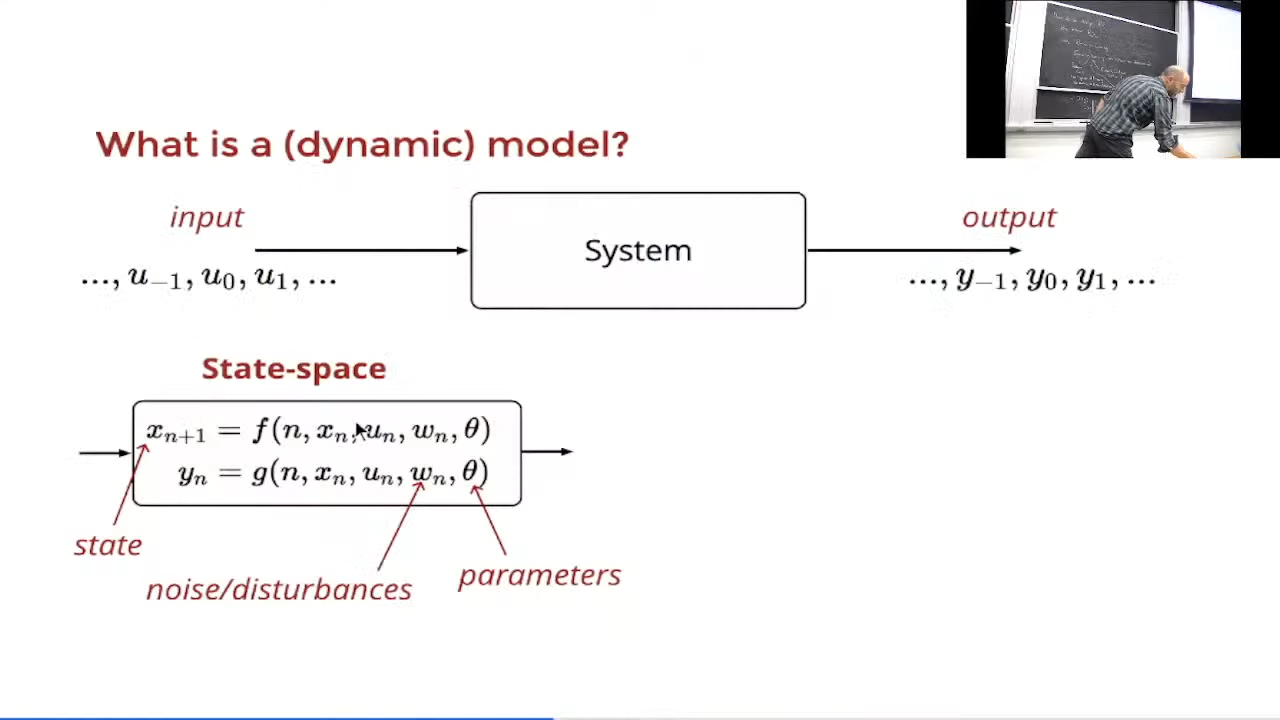 What is a (dynamic) model?
input
System
output
..., u₋₁, u₀, u₁, ...
..., y₋₁, y₀, y₁, ...
State-space
xₙ₊₁ = f(n, xₙ, uₙ, wₙ, θ)
yₙ = g(n, xₙ, uₙ, wₙ, θ)
state
noise/disturbances
parameters